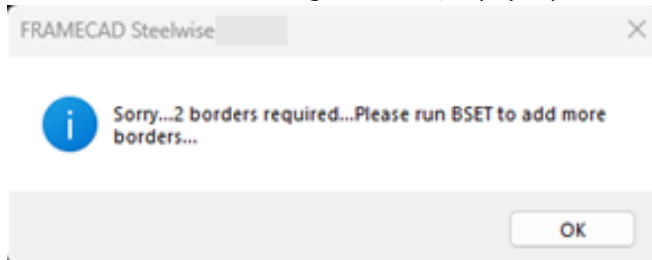 FRAMECAD Steelwise
Sorry...2 borders required...Please run BSET to add more
borders...
OK